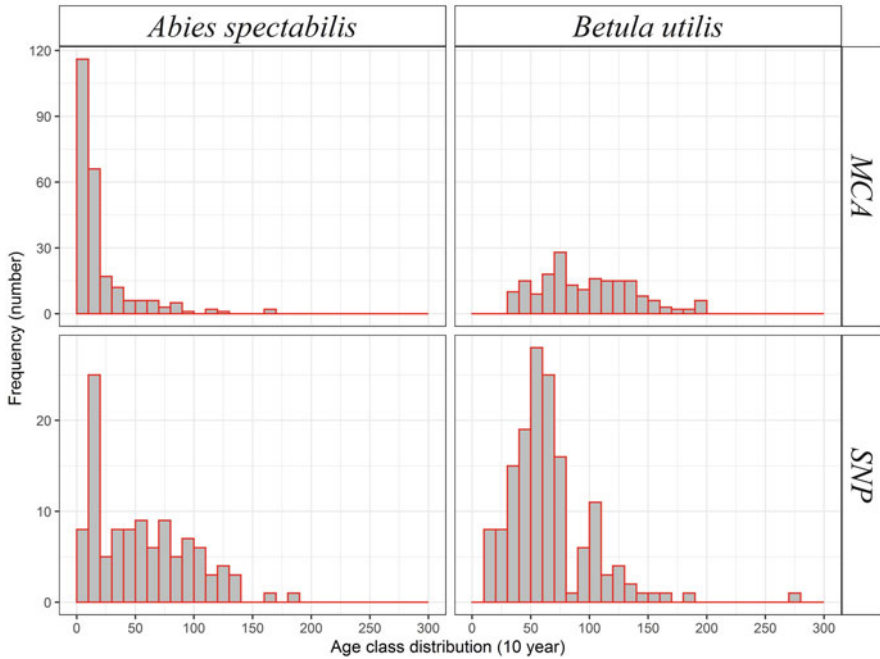 Abies spectabilis
Betula utilis
120
90
60
30
0
MCA
Frequency (number)
20
10
0
SNP
0 50 100 150 200 250 300
0 50 100 150 200 250 300
Age class distribution (10 year)